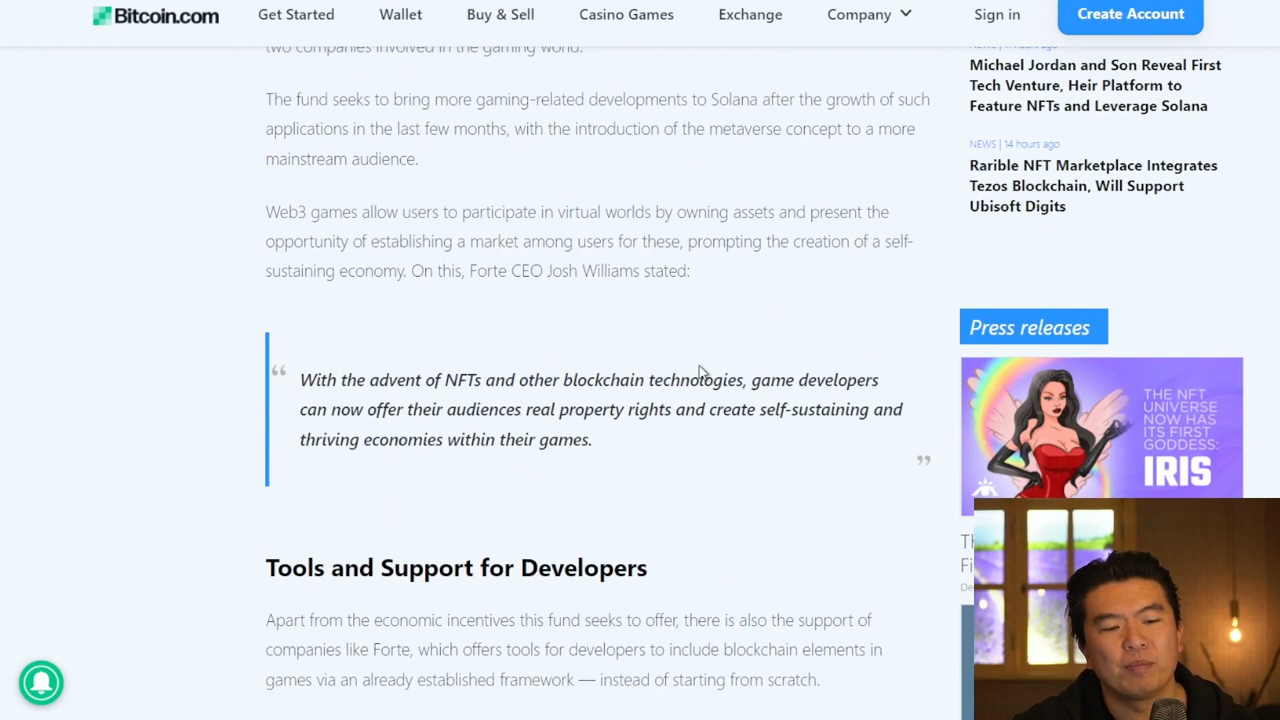 Bitcoin.com
Get Started
Wallet
Buy & Sell
Casino Games
Exchange
Company
Sign in
Create Account
two companies involved in the gaming world.
The fund seeks to bring more gaming-related developments to Solana after the growth of such
applications in the last few months, with the introduction of the metaverse concept to a more
mainstream audience.
Web3 games allow users to participate in virtual worlds by owning assets and present the
opportunity of establishing a market among users for these, prompting the creation of a self-
sustaining economy. On this, Forte CEO Josh Williams stated:
“ With the advent of NFTs and other blockchain technologies, game developers
can now offer their audiences real property rights and create self-sustaining and
thriving economies within their games.
”
Tools and Support for Developers
Apart from the economic incentives this fund seeks to offer, there is also the support of
companies like Forte, which offers tools for developers to include blockchain elements in
games via an already established framework — instead of starting from scratch.
Michael Jordan and Son Reveal First
Tech Venture, Heir Platform to
Feature NFTs and Leverage Solana
NEWS | 14 hours ago
Rarible NFT Marketplace Integrates
Tezos Blockchain, Will Support
Ubisoft Digits
Press releases
THE NFT
UNIVERSE
NOW HAS
ITS FIRST
GODDESS:
IRIS